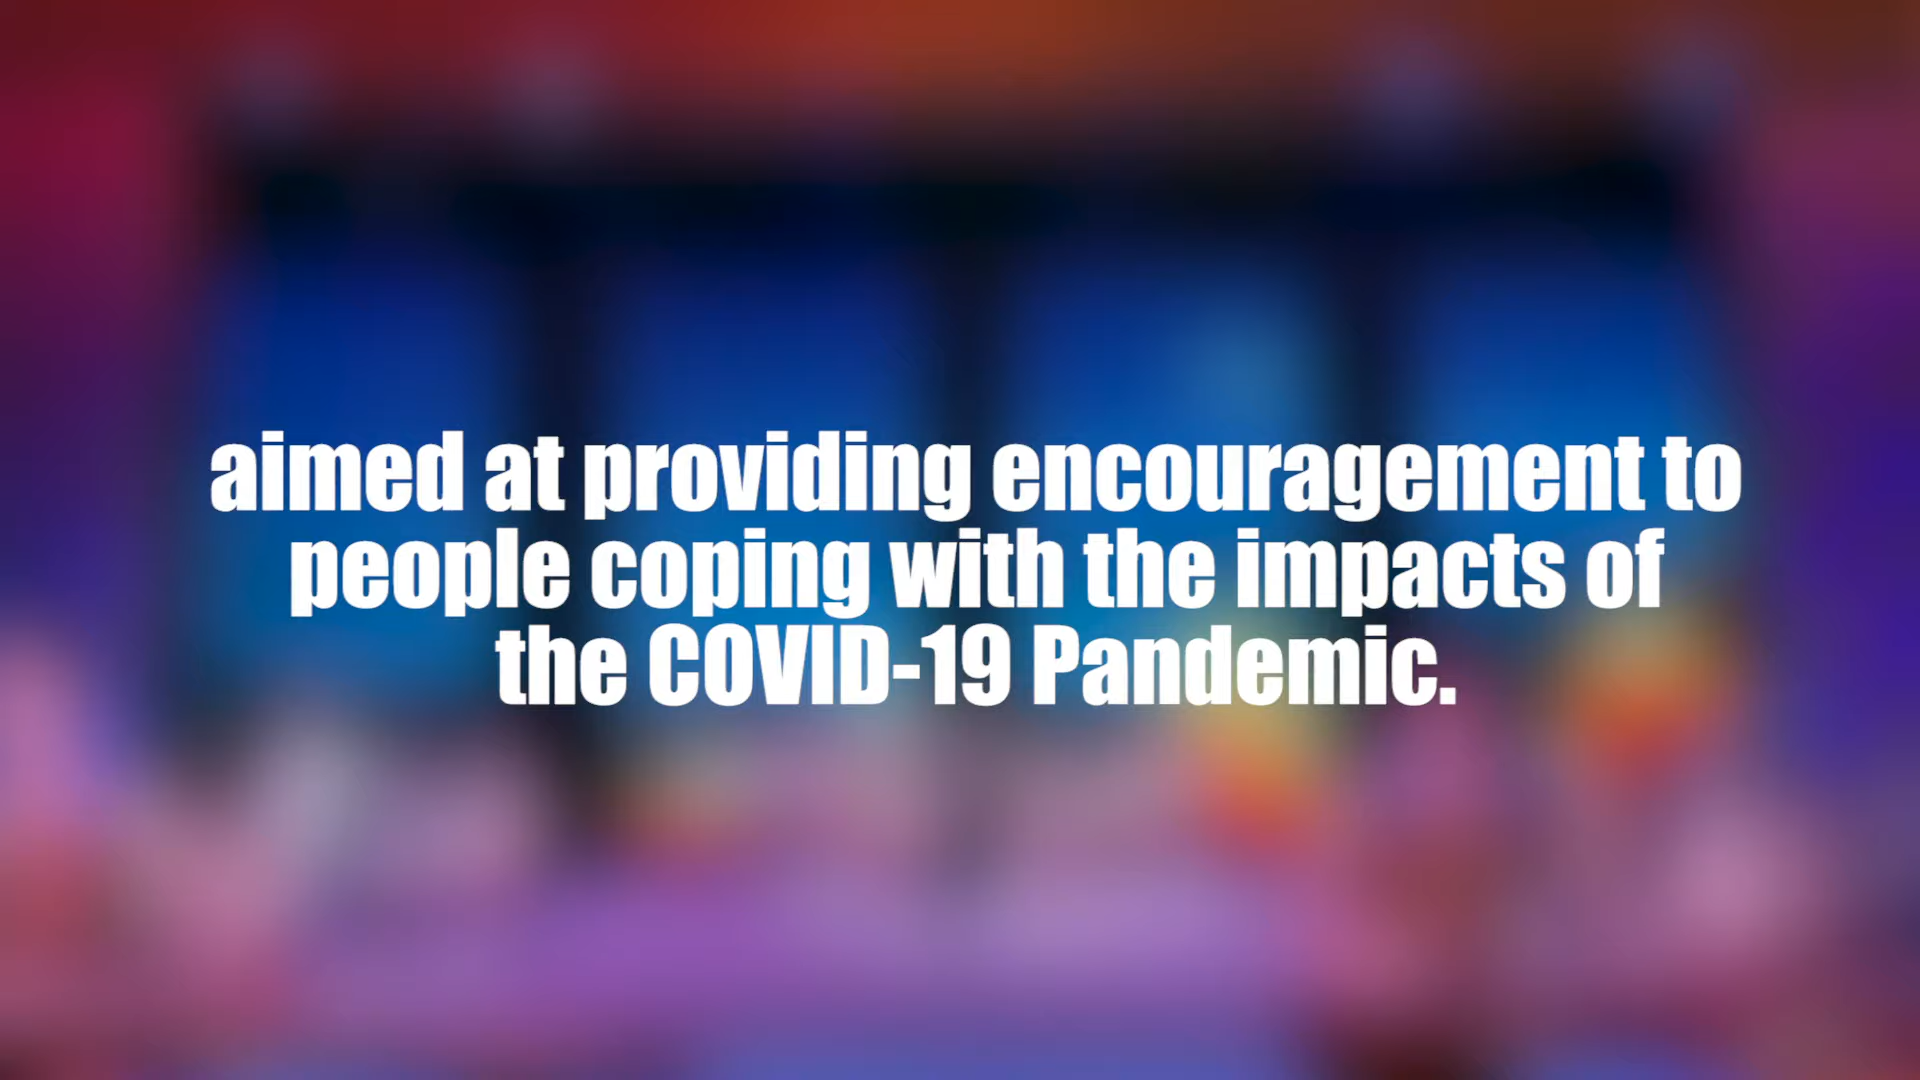 aimed at providing encouragement to
people coping with the impacts of
the COVID-19 Pandemic.